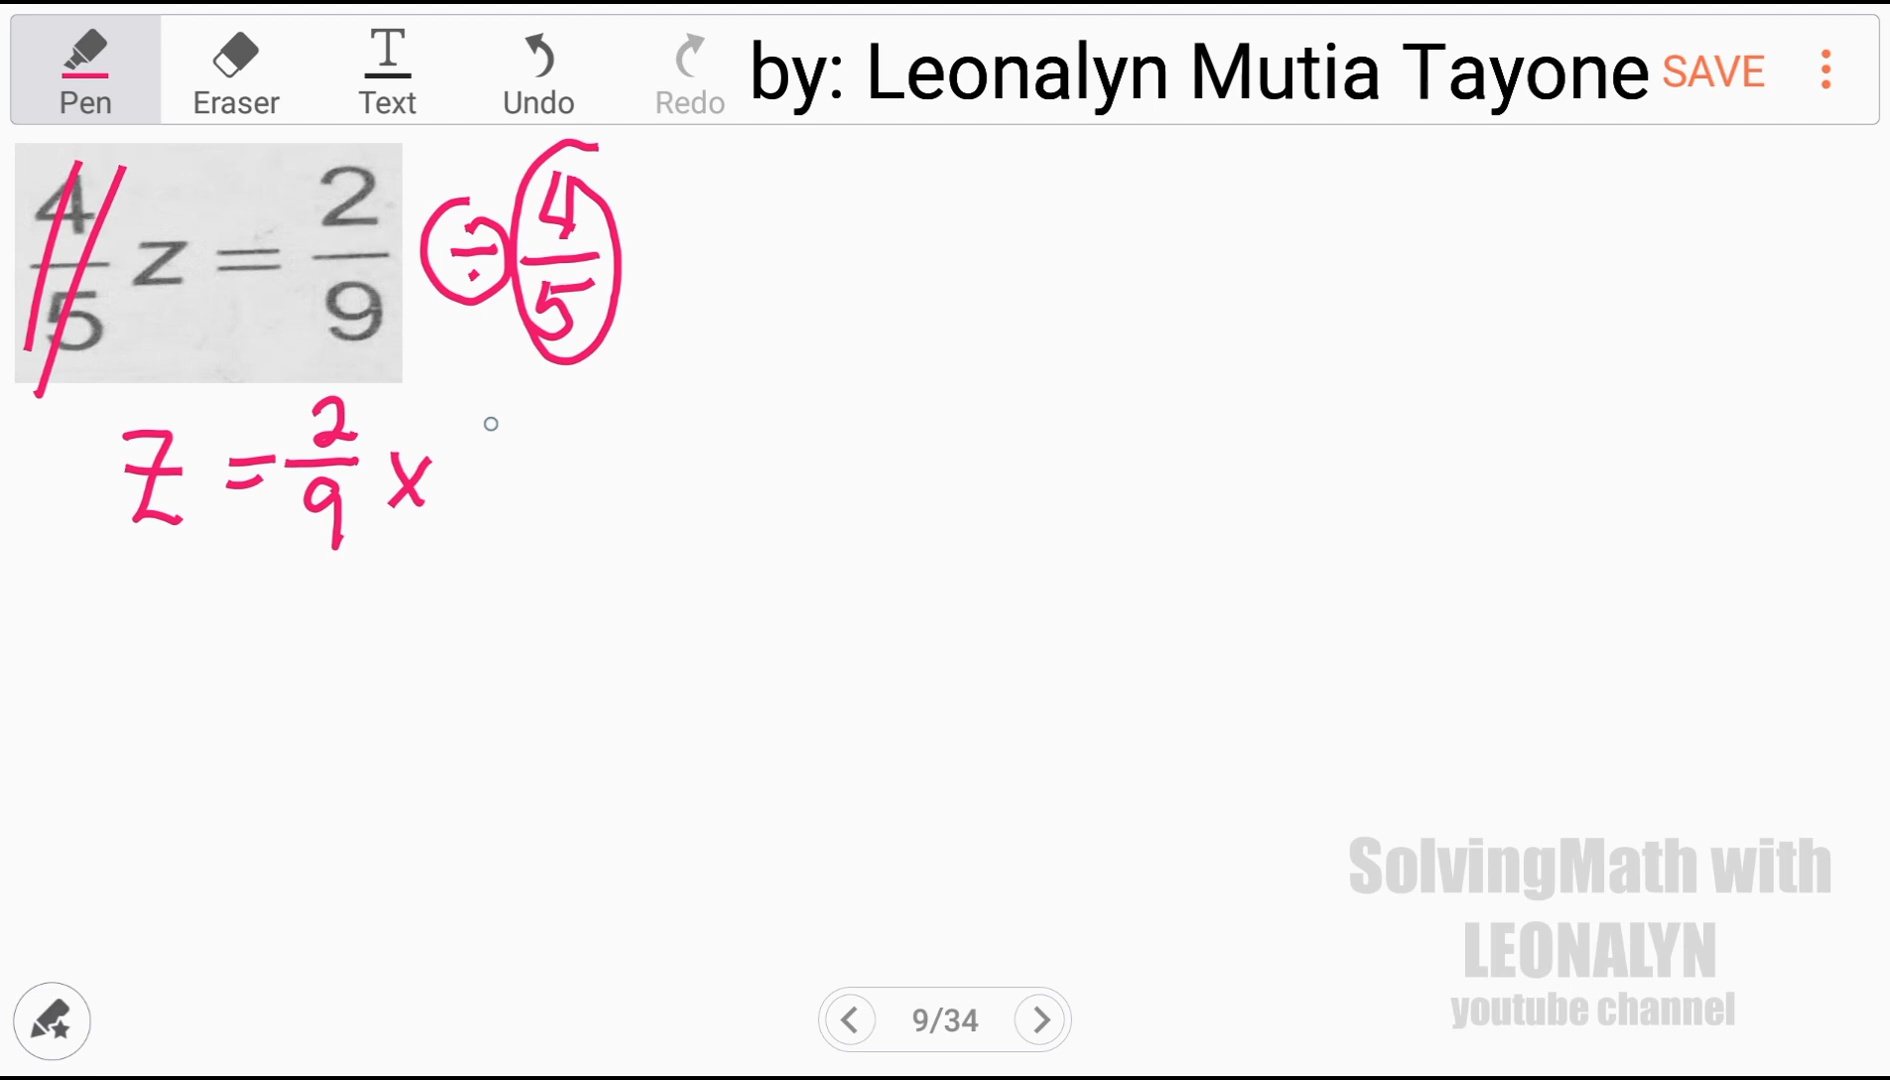 Pen Eraser Text Undo Redo by: Leonalyn Mutia Tayone SAVE
4/5 z = 2/9 ÷ 4/5
z = 2/9 x
SolvingMath with
LEONALYN
youtube channel
9/34